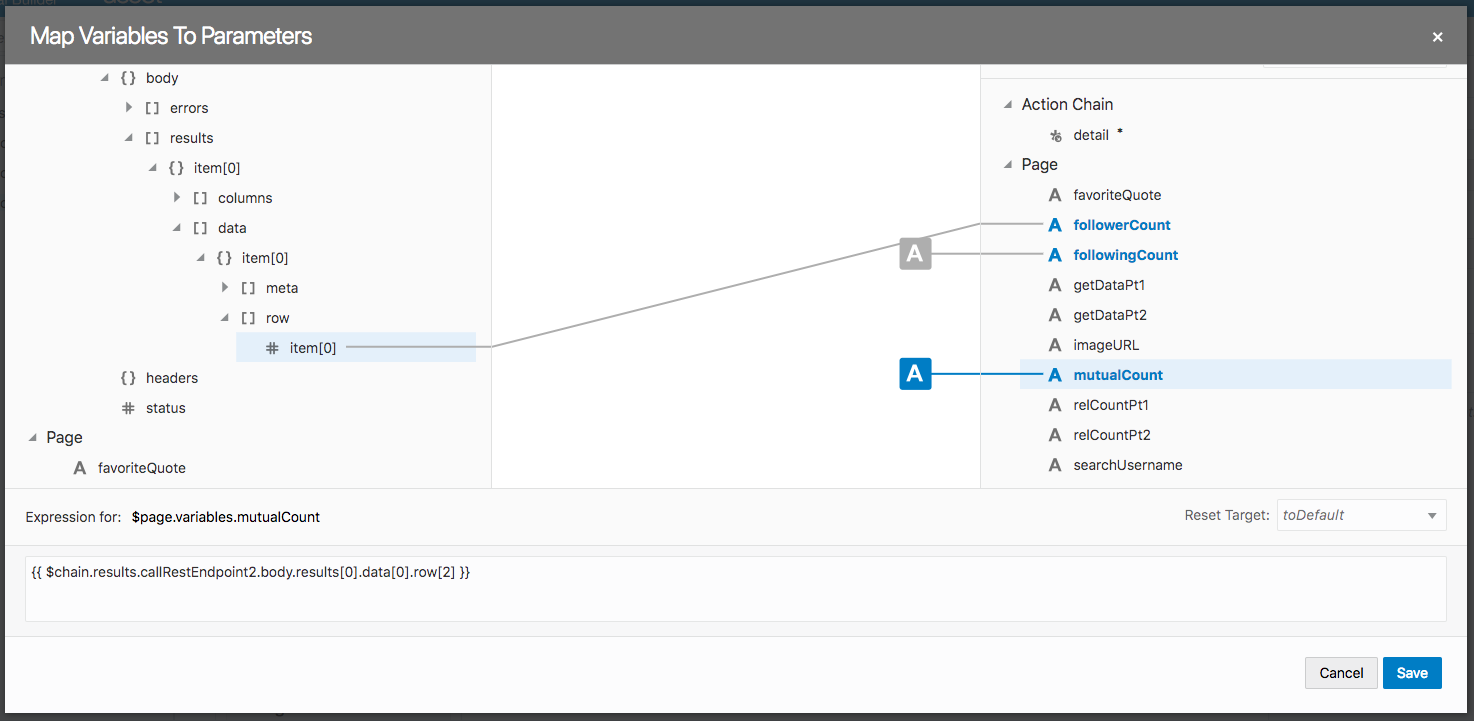 Map Variables To Parameters
×
{} body
[] errors
[] results
{} item[0]
[] columns
[] data
{} item[0]
[] meta
[] row
# item[0]
{} headers
# status
Page
A favoriteQuote
A
A
Action Chain
detail *
Page
A favoriteQuote
A followerCount
A followingCount
A getDataPt1
A getDataPt2
A imageURL
A mutualCount
A relCountPt1
A relCountPt2
A searchUsername
Expression for: $page.variables.mutualCount
Reset Target: toDefault
{{ $chain.results.callRestEndpoint2.body.results[0].data[0].row[2] }}
Cancel Save